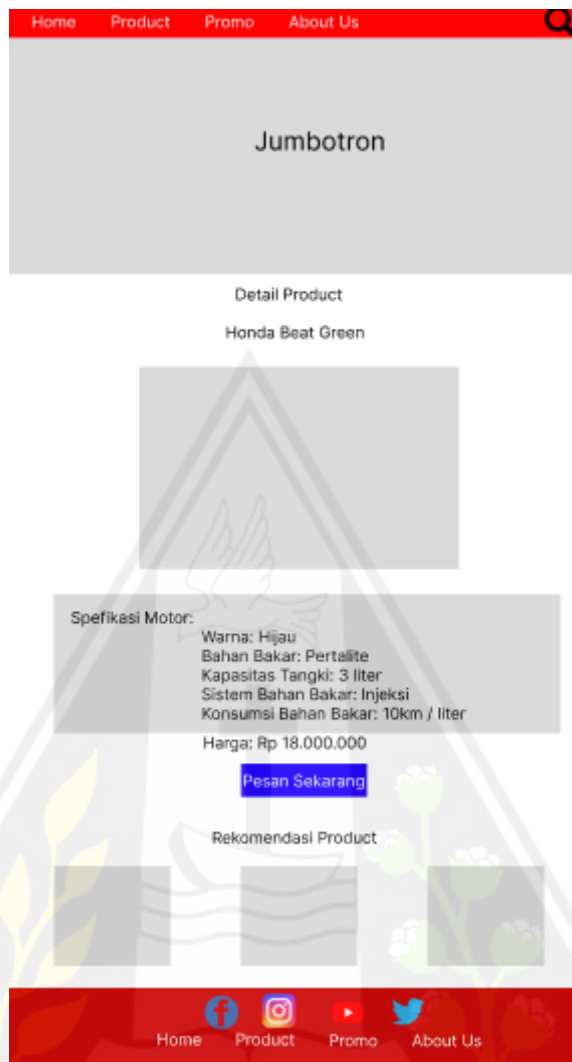 Home Product Promo About Us
Jumbotron
Detail Product
Honda Beat Green
Spefikasi Motor:
Warna: Hijau
Bahan Bakar: Pertalite
Kapasitas Tangki: 3 liter
Sistem Bahan Bakar: Injeksi
Konsumsi Bahan Bakar: 10km / liter
Harga: Rp 18.000.000
Pesan Sekarang
Rekomendasi Product
Home Product Promo About Us